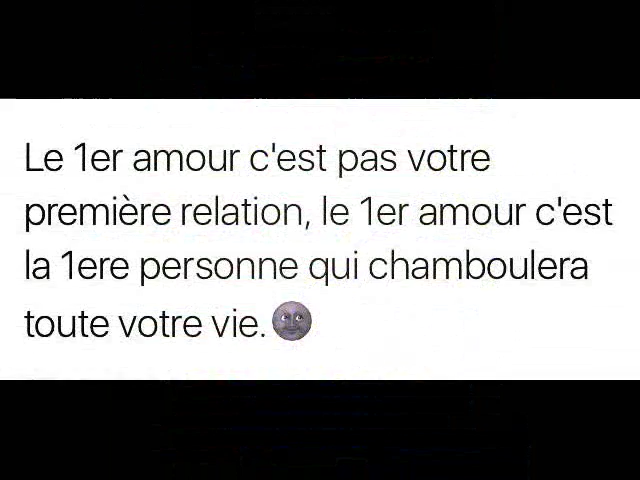 Le 1er amour c'est pas votre
première relation, le 1er amour c'est
la 1ere personne qui chamboulera
toute votre vie.🌚